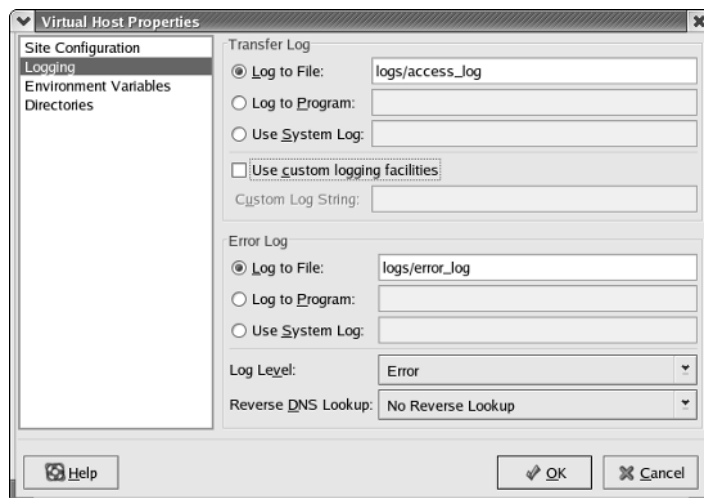 Virtual Host Properties
Site Configuration
Logging
Environment Variables
Directories
Transfer Log
Log to File: logs/access_log
Log to Program:
Use System Log:
Use custom logging facilities
Custom Log String:
Error Log
Log to File: logs/error_log
Log to Program:
Use System Log:
Log Level: Error
Reverse DNS Lookup: No Reverse Lookup
Help
OK
Cancel